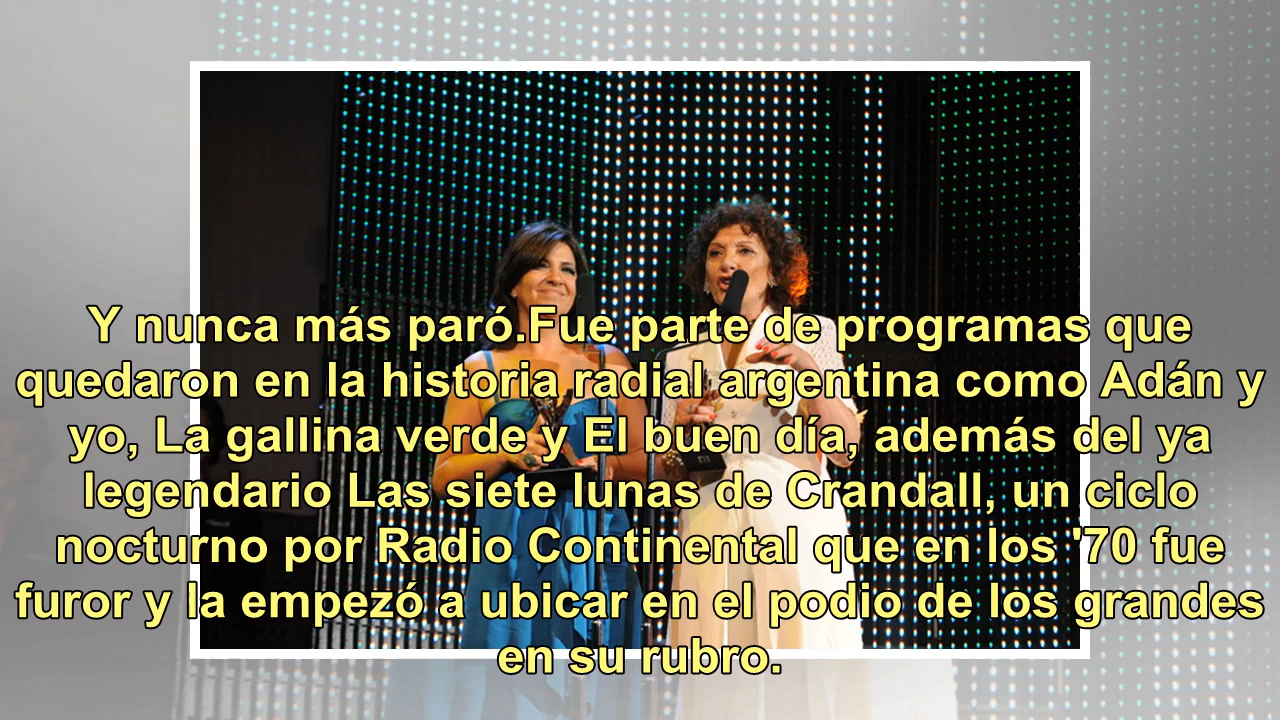 Y nunca más paró.Fue parte de programas que
quedaron en la historia radial argentina como Adán y
yo, La gallina verde y El buen día, además del ya
legendario Las siete lunas de Crandall, un ciclo
nocturno por Radio Continental que en los '70 fue
furor y la empezó a ubicar en el podio de los grandes
en su rubro.